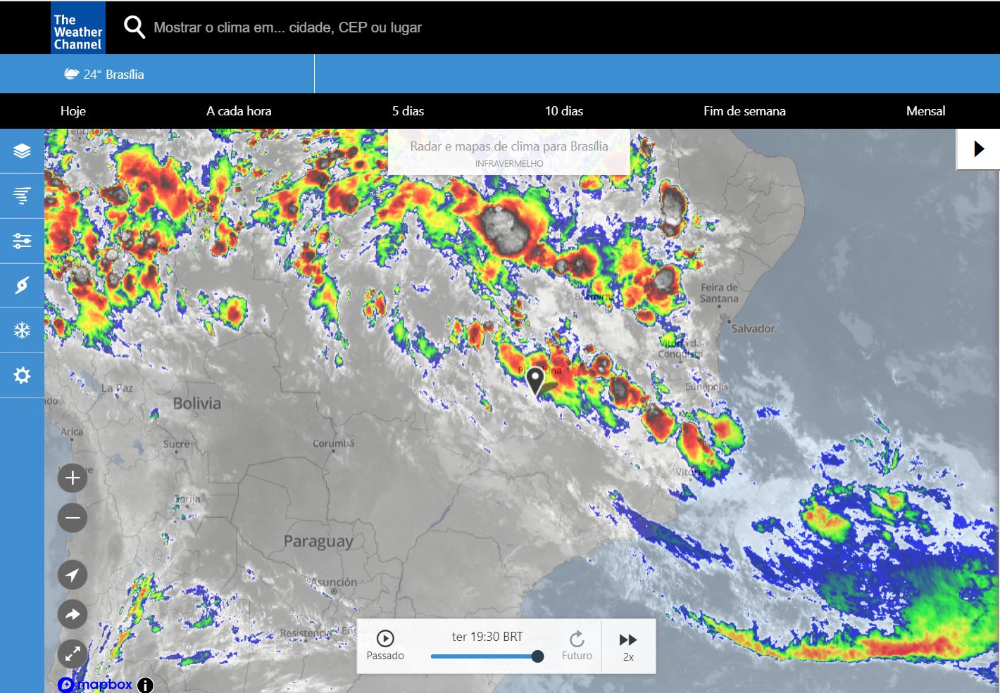 The
Weather
Channel
Mostrar o clima em... cidade, CEP ou lugar
24° Brasília
Hoje
A cada hora
5 dias
10 dias
Fim de semana
Mensal
Leticia
Radar e mapas de clima para Brasília
INFRAVERMELHO
Feira de
Santana
Salvador
Barreiras
Vitória da
Conquista
Eunápolis
La Paz
Bolivia
Arica
Sucre
Corumbá
Vitória
Tarija
Paraguay
Asunción
Resistencia
ter 19:30 BRT
Passado
Futuro
2x
mapbox